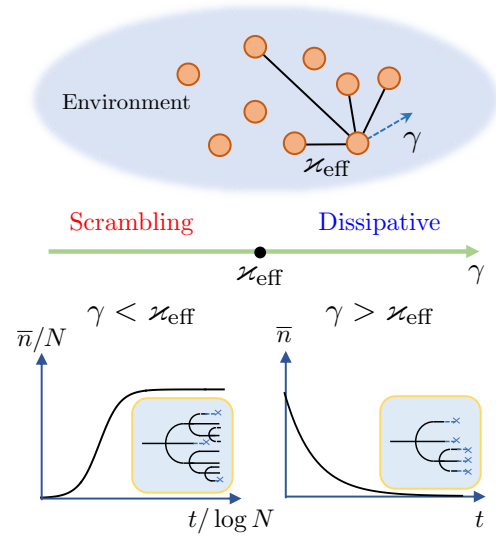 Environment
γ
ϰ_eff
Scrambling Dissipative
ϰ_eff γ
γ < ϰ_eff γ > ϰ_eff
n̅/N n̅
t/ log N t